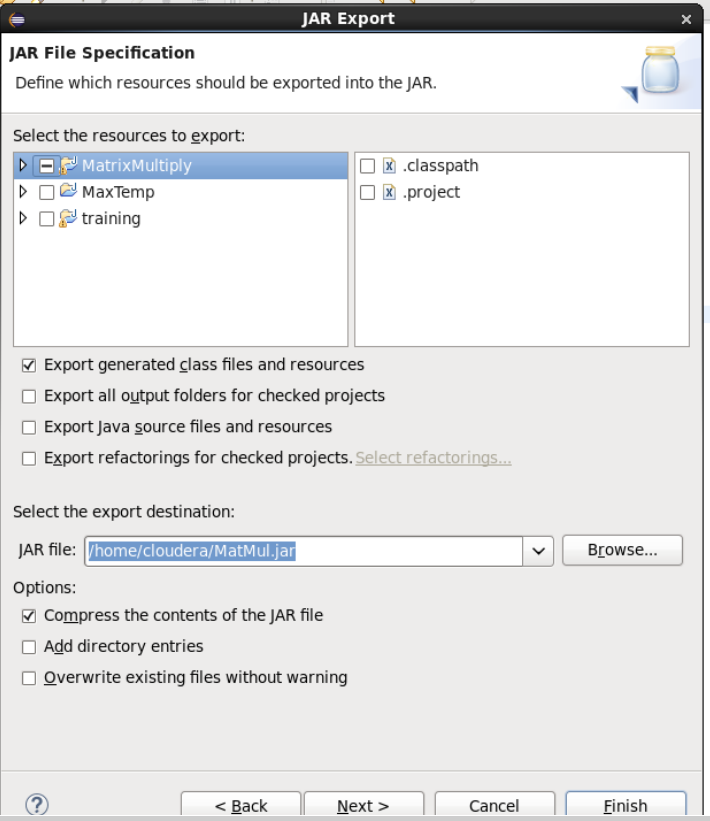 JAR Export
JAR File Specification
Define which resources should be exported into the JAR.
Select the resources to export:
MatrixMultiply
.classpath
MaxTemp
.project
training
Export generated class files and resources
Export all output folders for checked projects
Export Java source files and resources
Export refactorings for checked projects. Select refactorings...
Select the export destination:
JAR file: /home/cloudera/MatMul.jar Browse...
Options:
Compress the contents of the JAR file
Add directory entries
Overwrite existing files without warning
? < Back Next > Cancel Finish